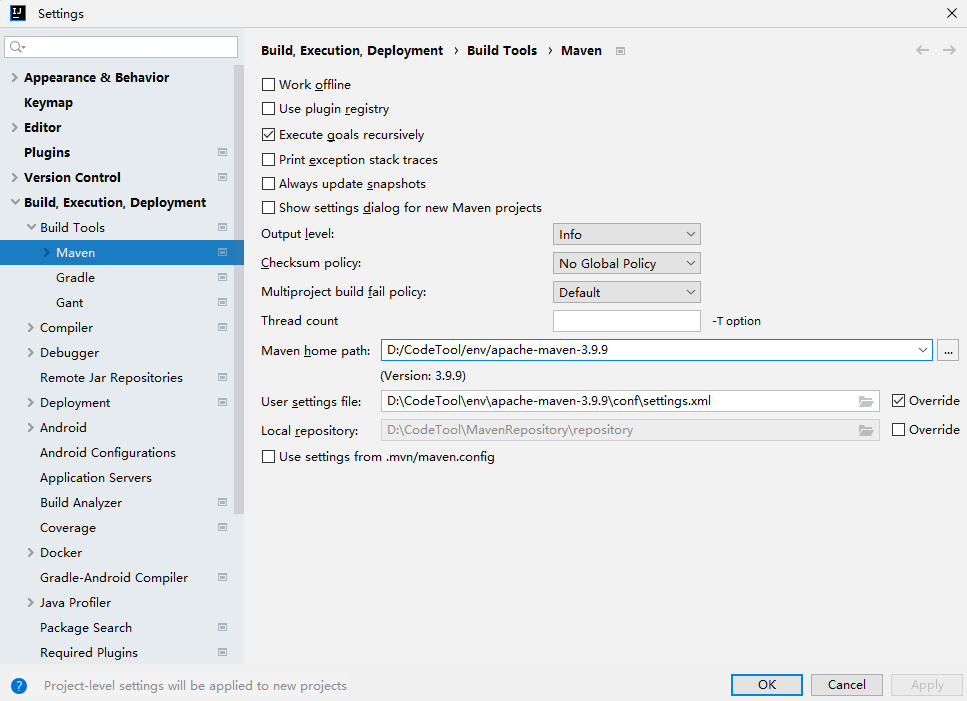 Settings
Appearance & Behavior
Keymap
Editor
Plugins
Version Control
Build, Execution, Deployment
Build Tools
Maven
Gradle
Gant
Compiler
Debugger
Remote Jar Repositories
Deployment
Android
Android Configurations
Application Servers
Build Analyzer
Coverage
Docker
Gradle-Android Compiler
Java Profiler
Package Search
Required Plugins
Build, Execution, Deployment › Build Tools › Maven
Work offline
Use plugin registry
Execute goals recursively
Print exception stack traces
Always update snapshots
Show settings dialog for new Maven projects
Output level: Info
Checksum policy: No Global Policy
Multiproject build fail policy: Default
Thread count -T option
Maven home path: D:/CodeTool/env/apache-maven-3.9.9 ...
(Version: 3.9.9)
User settings file: D:\CodeTool\env\apache-maven-3.9.9\conf\settings.xml Override
Local repository: D:\CodeTool\MavenRepository\repository Override
Use settings from .mvn/maven.config
? Project-level settings will be applied to new projects
OK Cancel Apply